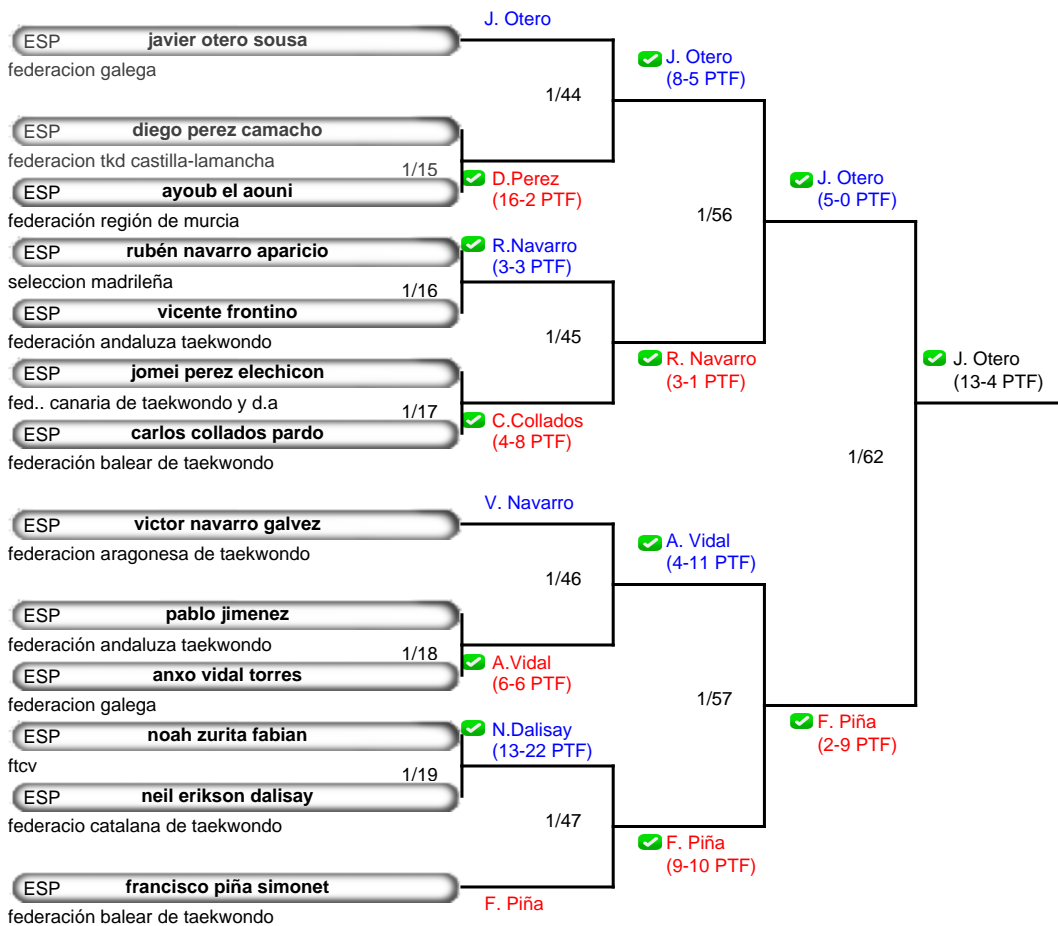 J. Otero
ESP javier otero sousa
federacion galega
J. Otero
(8-5 PTF)
1/44
ESP diego perez camacho
federacion tkd castilla-lamancha
1/15
D.Perez
(16-2 PTF)
J. Otero
(5-0 PTF)
ESP ayoub el aouni
federación región de murcia
1/56
ESP rubén navarro aparicio
R.Navarro
(3-3 PTF)
seleccion madrileña
1/16
ESP vicente frontino
federación andaluza taekwondo
1/45
R. Navarro
(3-1 PTF)
J. Otero
(13-4 PTF)
ESP jomei perez elechicon
fed.. canaria de taekwondo y d.a
1/17
C.Collados
(4-8 PTF)
ESP carlos collados pardo
federación balear de taekwondo
1/62
V. Navarro
ESP victor navarro galvez
federacion aragonesa de taekwondo
A. Vidal
(4-11 PTF)
1/46
ESP pablo jimenez
federación andaluza taekwondo
1/18
A.Vidal
(6-6 PTF)
ESP anxo vidal torres
federacion galega
1/57
F. Piña
(2-9 PTF)
ESP noah zurita fabian
N.Dalisay
(13-22 PTF)
ftcv
1/19
ESP neil erikson dalisay
federacio catalana de taekwondo
1/47
F. Piña
(9-10 PTF)
ESP francisco piña simonet
F. Piña
federación balear de taekwondo